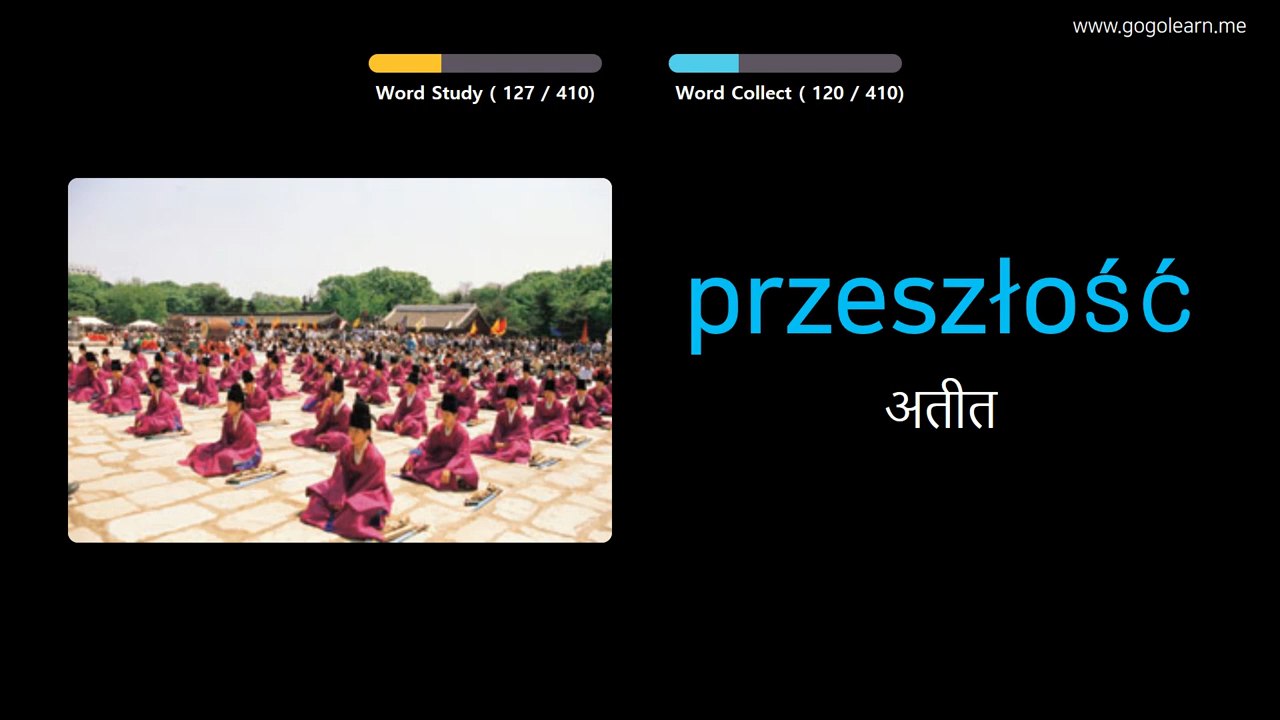 www.gogolearn.me
Word Study ( 127 / 410)
Word Collect ( 120 / 410)
przeszłość
अतीत